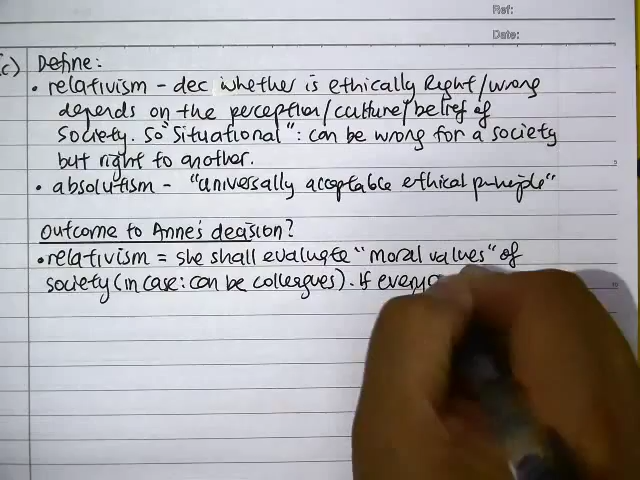 Ref:
Date:
(c) Define:
• relativism - dec whether is ethically Right/wrong
depends on the perception/culture/belief of
society. So "situational": can be wrong for a society
but right to another.
• absolutism - "universally acceptable ethical principle"
Outcome to Anne's decision?
• relativism = she shall evaluate "moral values" of
society (in case: can be colleagues). If